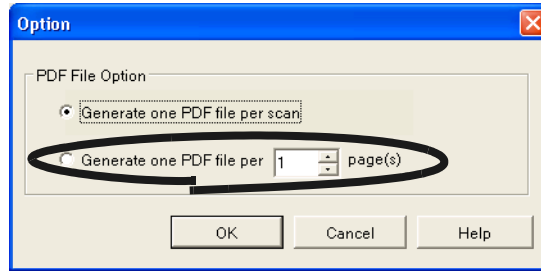 Option
PDF File Option
Generate one PDF file per scan
Generate one PDF file per 1 page(s)
OK Cancel Help